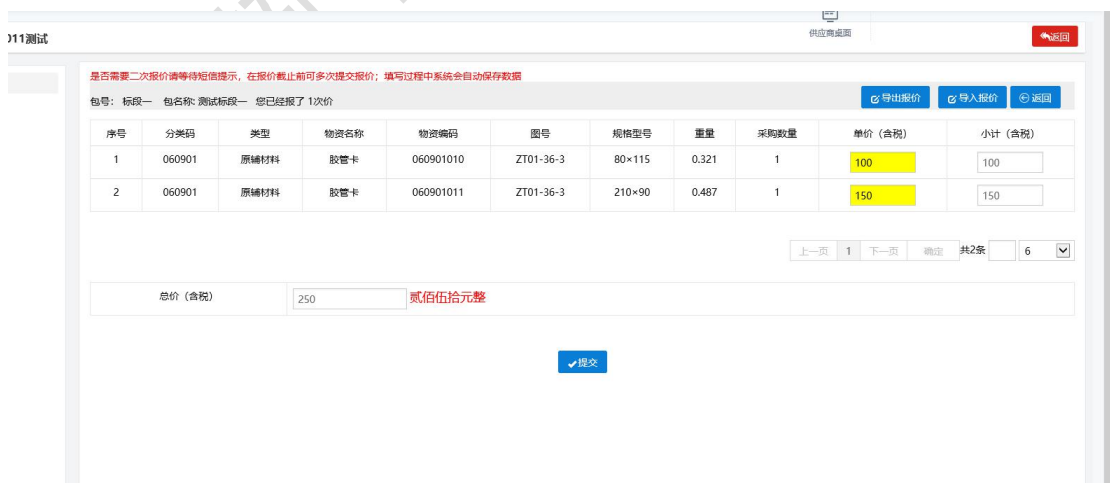 供应商桌面
011测试
返回
是否需要二次报价请等待短信提示，在报价截止前可多次提交报价；填写过程中系统会自动保存数据
包号： 标段一 包名称: 测试标段一 您已经报了 1次价 导出报价 导入报价 返回
序号 分类码 类型 物资名称 物资编码 图号 规格型号 重量 采购数量 单价（含税） 小计（含税）
1 060901 原辅材料 胶管卡 060901010 ZT01-36-3 80×115 0.321 1 100 100
2 060901 原辅材料 胶管卡 060901011 ZT01-36-3 210×90 0.487 1 150 150
上一页 1 下一页 确定 共2条 6
总价（含税） 250 贰佰伍拾元整
提交